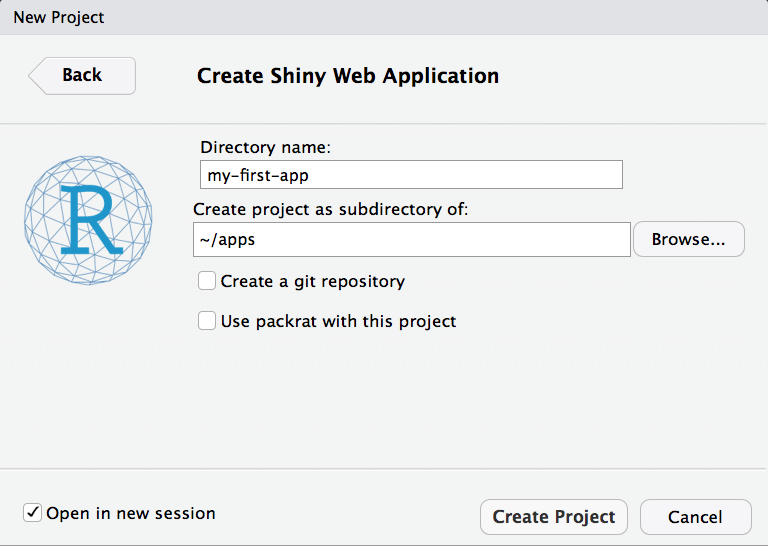 New Project
Back
Create Shiny Web Application
Directory name:
my-first-app
Create project as subdirectory of:
~/apps
Browse...
R
Create a git repository
Use packrat with this project
Open in new session
Create Project
Cancel